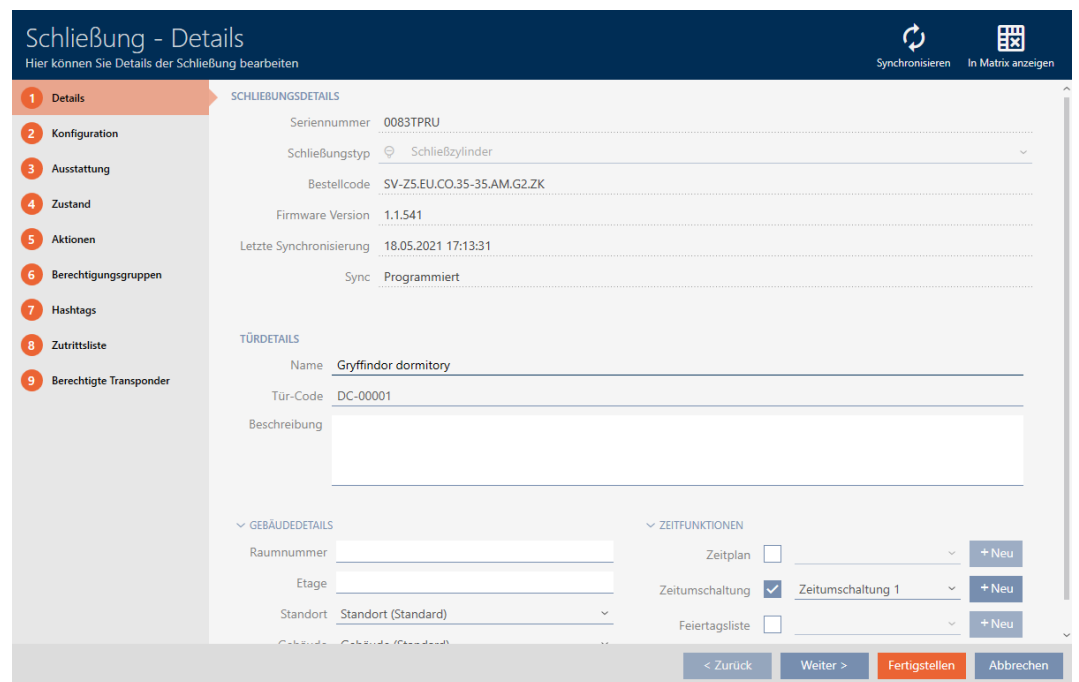 Schließung - Details
Hier können Sie Details der Schließung bearbeiten
Synchronisieren
In Matrix anzeigen
1 Details
2 Konfiguration
3 Ausstattung
4 Zustand
5 Aktionen
6 Berechtigungsgruppen
7 Hashtags
8 Zutrittsliste
9 Berechtigte Transponder
SCHLIEßUNGSDETAILS
Seriennummer 0083TPRU
Schließungstyp Schließzylinder
Bestellcode SV-Z5.EU.CO.35-35.AM.G2.ZK
Firmware Version 1.1.541
Letzte Synchronisierung 18.05.2021 17:13:31
Sync Programmiert
TÜRDETAILS
Name Gryffindor dormitory
Tür-Code DC-00001
Beschreibung
GEBÄUDEDETAILS
Raumnummer
Etage
Standort Standort (Standard)
Gebäude Gebäude (Standard)
ZEITFUNKTIONEN
Zeitplan + Neu
Zeitumschaltung Zeitumschaltung 1 + Neu
Feiertagsliste + Neu
< Zurück
Weiter >
Fertigstellen
Abbrechen